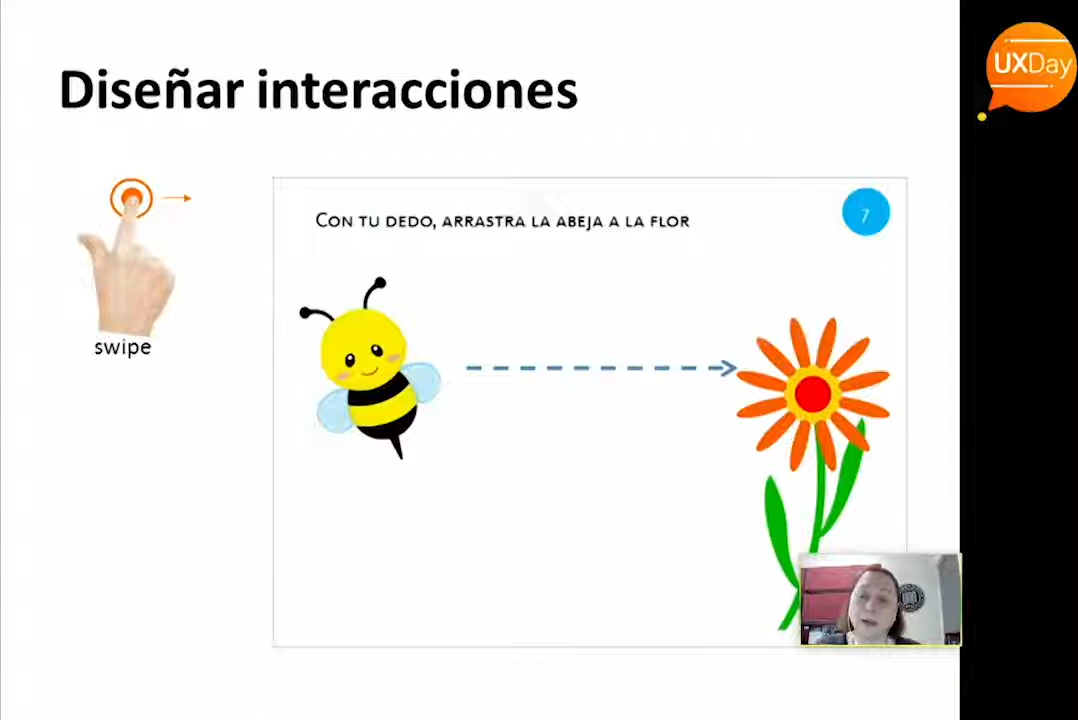 Diseñar interacciones
UXDay
CON TU DEDO, ARRASTRA LA ABEJA A LA FLOR
7
swipe